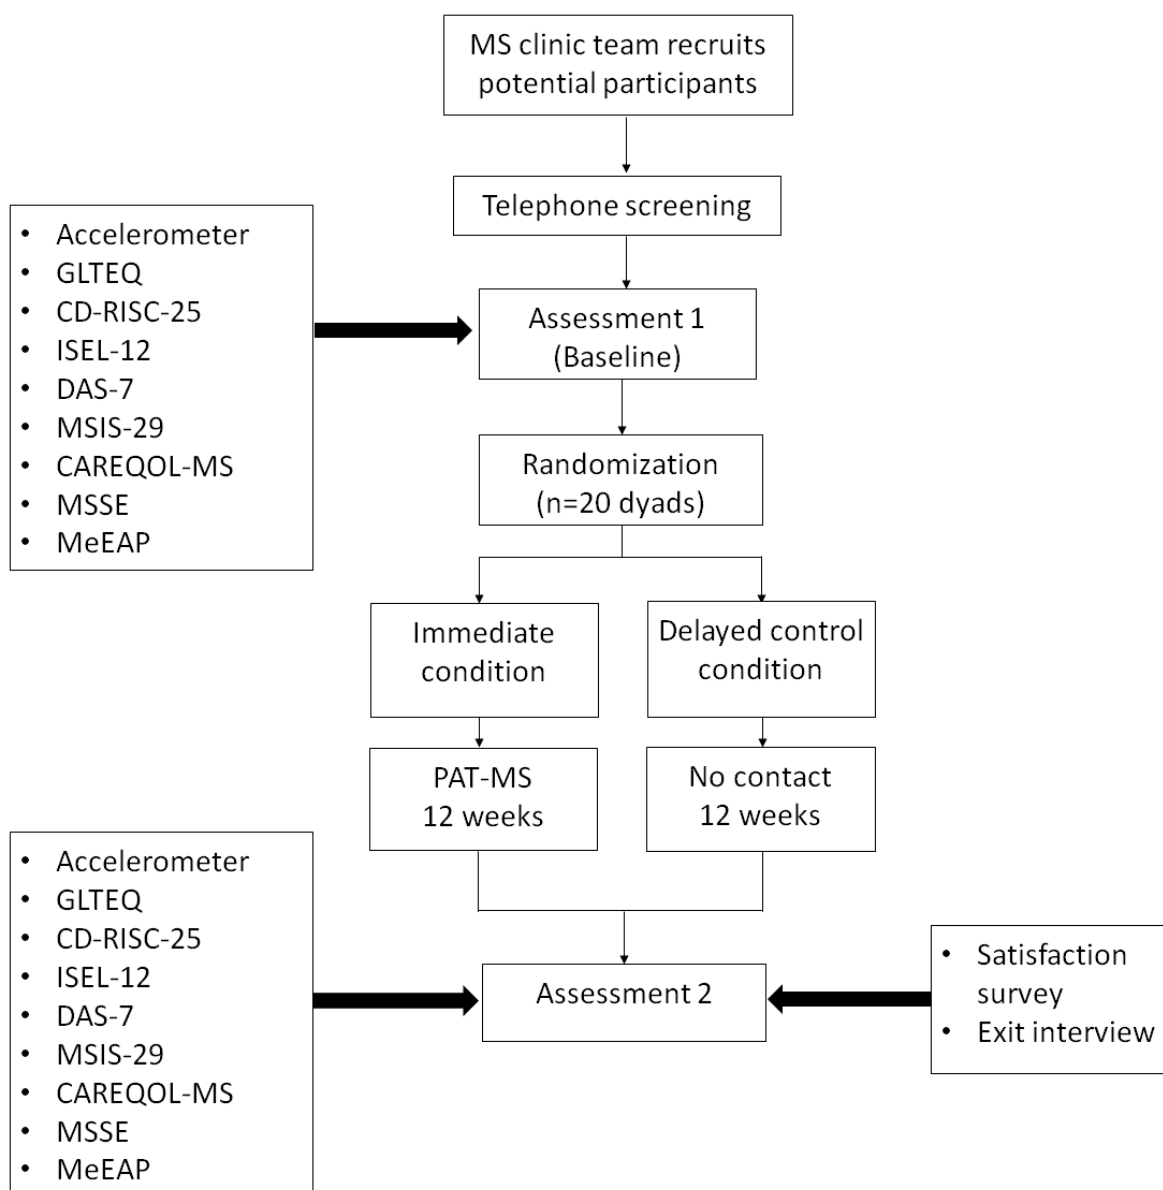 MS clinic team recruits
potential participants
Telephone screening
• Accelerometer
• GLTEQ
• CD-RISC-25
• ISEL-12
• DAS-7
• MSIS-29
• CAREQOL-MS
• MSSE
• MeEAP
Assessment 1
(Baseline)
Randomization
(n=20 dyads)
Immediate
condition
Delayed control
condition
PAT-MS
12 weeks
No contact
12 weeks
• Accelerometer
• GLTEQ
• CD-RISC-25
• ISEL-12
• DAS-7
• MSIS-29
• CAREQOL-MS
• MSSE
• MeEAP
Assessment 2
• Satisfaction
survey
• Exit interview